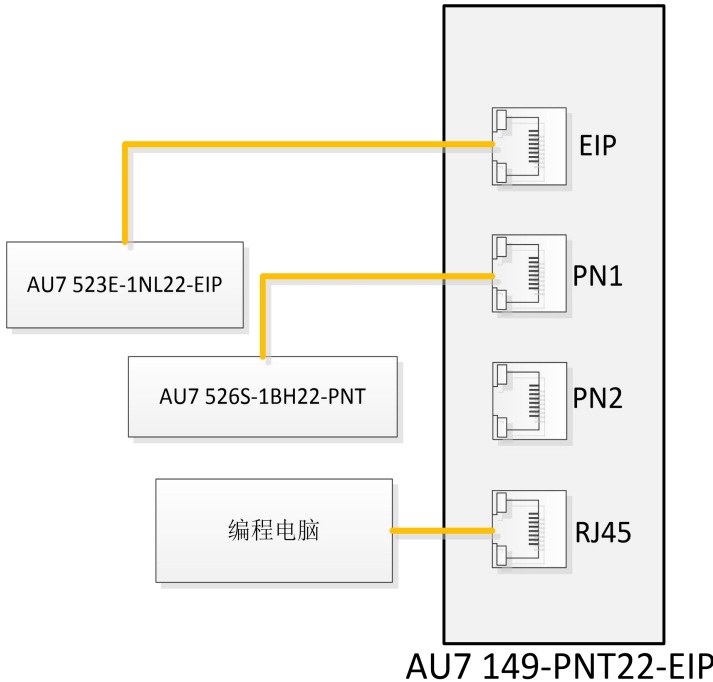 EIP
AU7 523E-1NL22-EIP
PN1
AU7 526S-1BH22-PNT
PN2
编程电脑
RJ45
AU7 149-PNT22-EIP